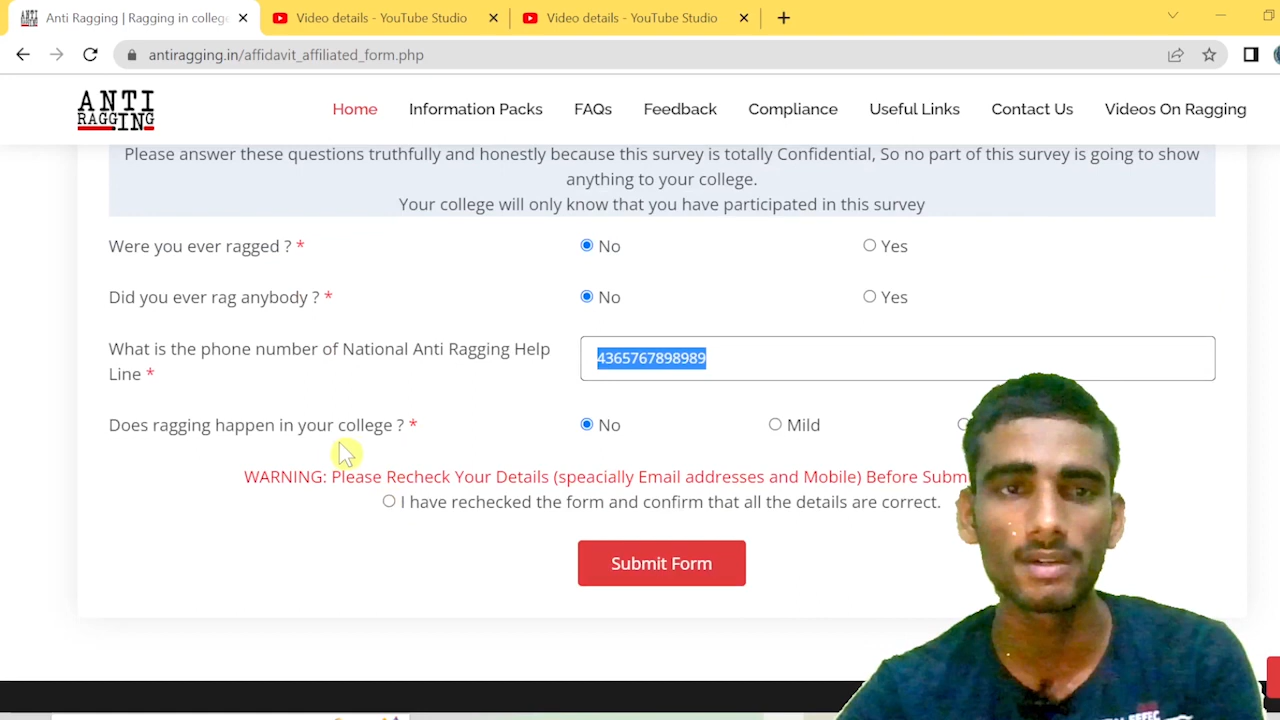 Anti Ragging | Ragging in college
Video details - YouTube Studio
Video details - YouTube Studio
antiragging.in/affidavit_affiliated_form.php
ANTI
RAGGING
Home
Information Packs
FAQs
Feedback
Compliance
Useful Links
Contact Us
Videos On Ragging
Please answer these questions truthfully and honestly because this survey is totally Confidential, So no part of this survey is going to show
anything to your college.
Your college will only know that you have participated in this survey
Were you ever ragged ? *
No
Yes
Did you ever rag anybody ? *
No
Yes
What is the phone number of National Anti Ragging Help
Line *
4365767898989
Does ragging happen in your college ? *
No
Mild
WARNING: Please Recheck Your Details (speacially Email addresses and Mobile) Before Subm
I have rechecked the form and confirm that all the details are correct.
Submit Form